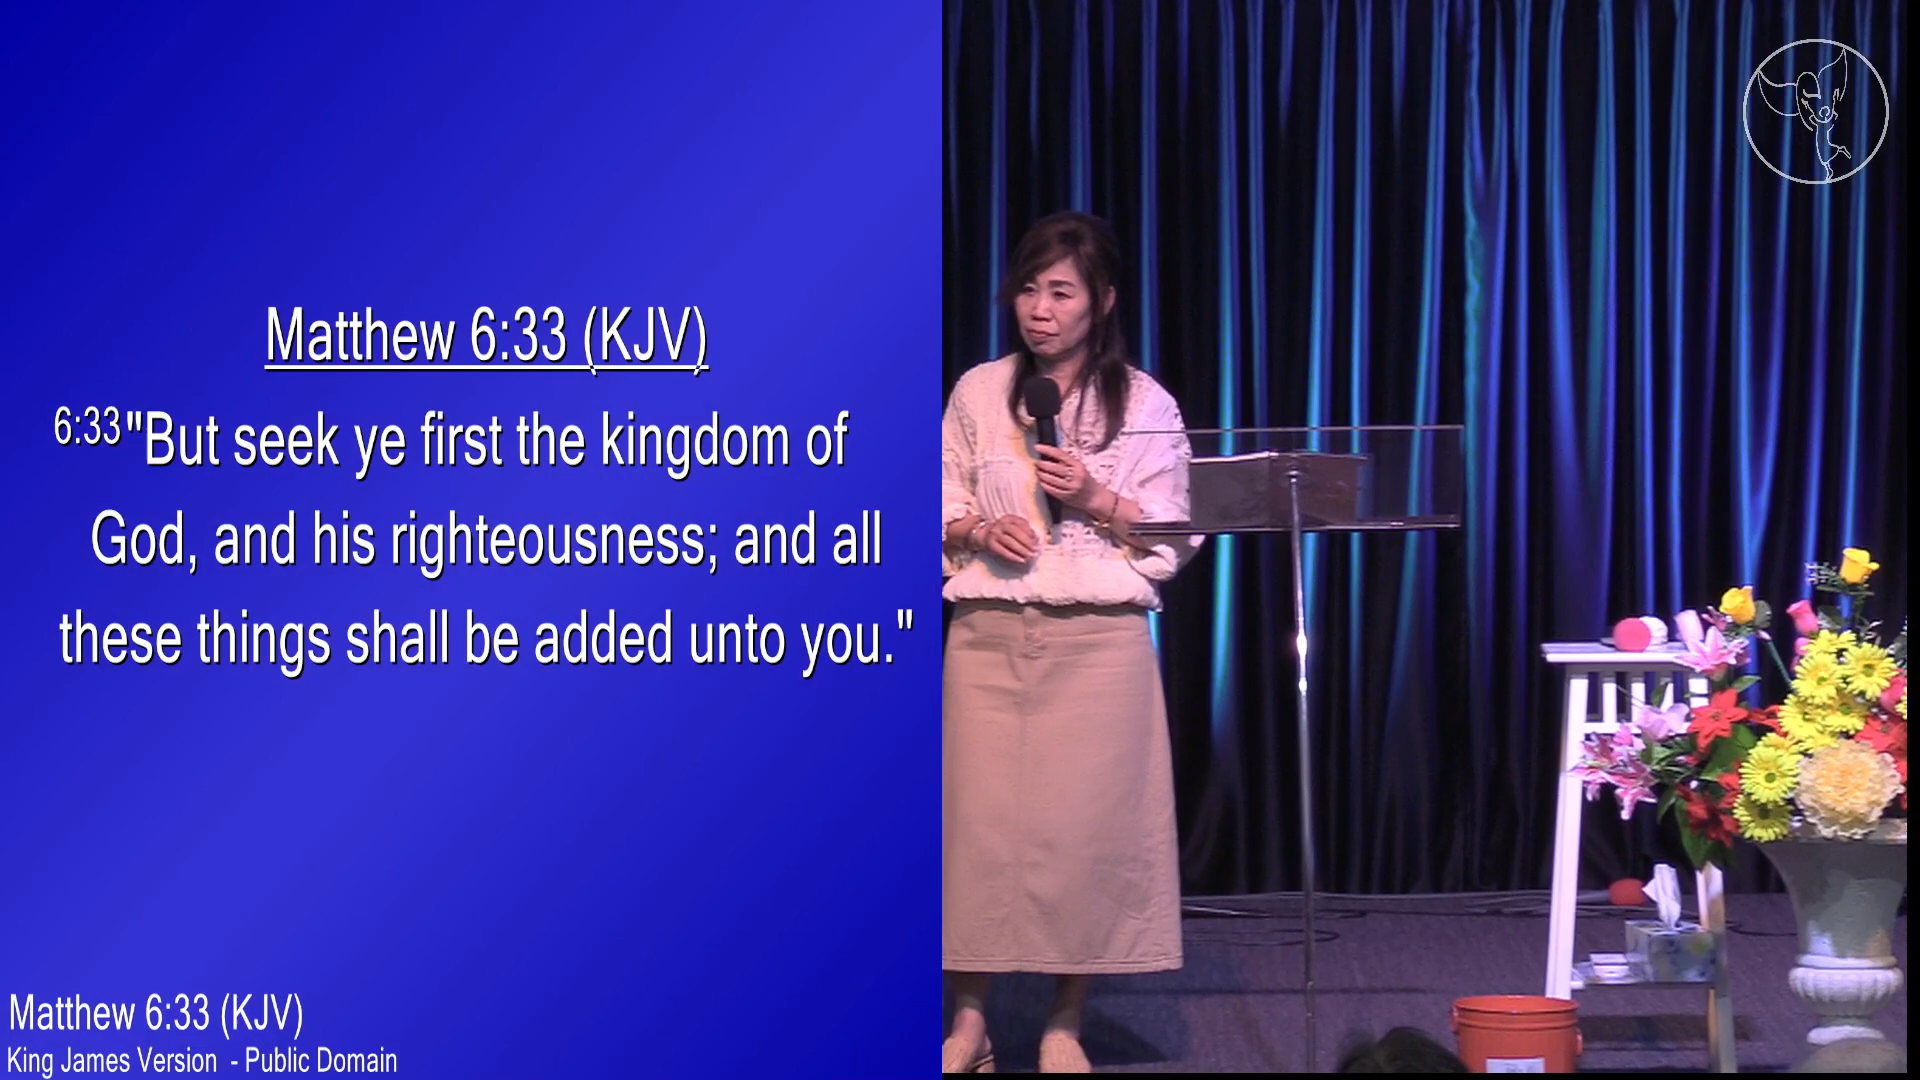 Matthew 6:33 (KJV)
6:33"But seek ye first the kingdom of
God, and his righteousness; and all
these things shall be added unto you."
Matthew 6:33 (KJV)
King James Version - Public Domain